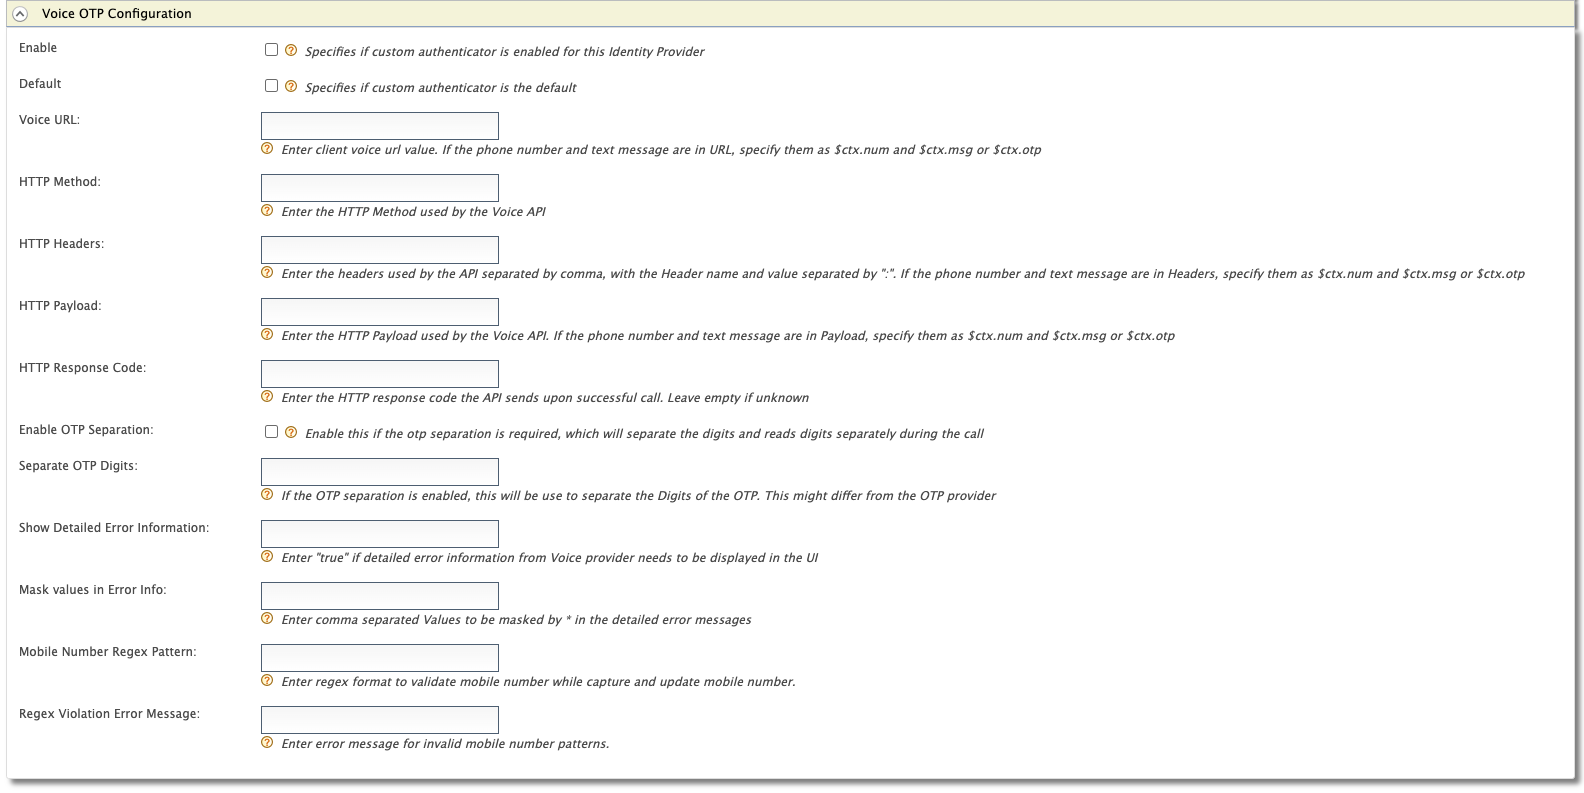 Voice OTP Configuration
Enable
Specifies if custom authenticator is enabled for this Identity Provider
Default
Specifies if custom authenticator is the default
Voice URL:
Enter client voice url value. If the phone number and text message are in URL, specify them as $ctx.num and $ctx.msg or $ctx.otp
HTTP Method:
Enter the HTTP Method used by the Voice API
HTTP Headers:
Enter the headers used by the API separated by comma, with the Header name and value separated by ":". If the phone number and text message are in Headers, specify them as $ctx.num and $ctx.msg or $ctx.otp
HTTP Payload:
Enter the HTTP Payload used by the Voice API. If the phone number and text message are in Payload, specify them as $ctx.num and $ctx.msg or $ctx.otp
HTTP Response Code:
Enter the HTTP response code the API sends upon successful call. Leave empty if unknown
Enable OTP Separation:
Enable this if the otp separation is required, which will separate the digits and reads digits separately during the call
Separate OTP Digits:
If the OTP separation is enabled, this will be use to separate the Digits of the OTP. This might differ from the OTP provider
Show Detailed Error Information:
Enter "true" if detailed error information from Voice provider needs to be displayed in the UI
Mask values in Error Info:
Enter comma separated Values to be masked by * in the detailed error messages
Mobile Number Regex Pattern:
Enter regex format to validate mobile number while capture and update mobile number.
Regex Violation Error Message:
Enter error message for invalid mobile number patterns.